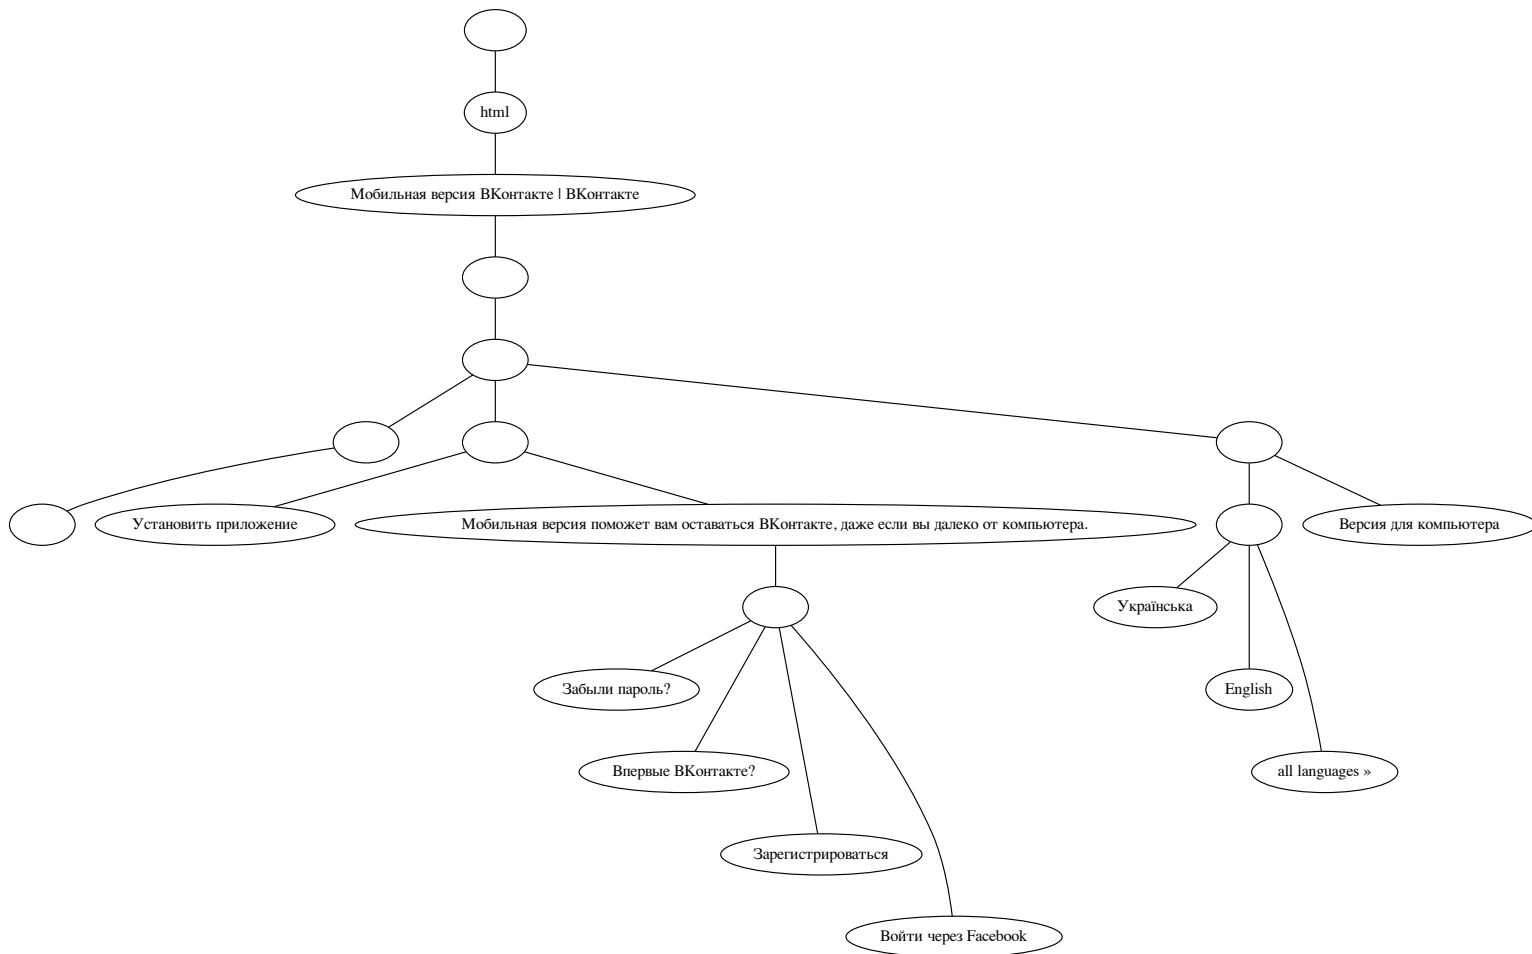 html
Мобильная версия ВКонтакте | ВКонтакте
Установить приложение
Мобильная версия поможет вам оставаться ВКонтакте, даже если вы далеко от компьютера.
Версия для компьютера
Українська
Забыли пароль?
English
Впервые ВКонтакте?
all languages »
Зарегистрироваться
Войти через Facebook